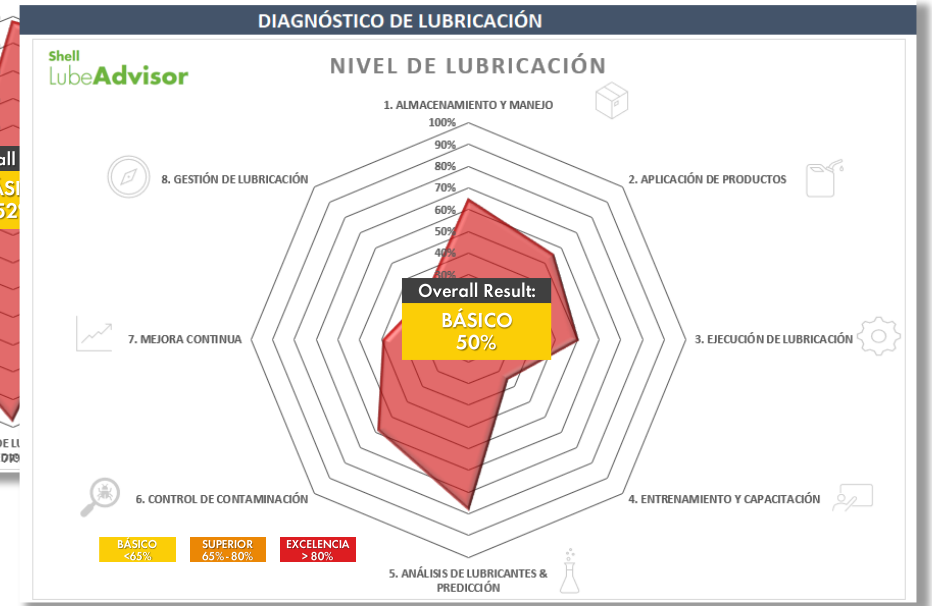 DIAGNÓSTICO DE LUBRICACIÓN
Shell
LubeAdvisor
NIVEL DE LUBRICACIÓN
1. ALMACENAMIENTO Y MANEJO
100%
90%
80%
70%
60%
50%
40%
30%
8. GESTIÓN DE LUBRICACIÓN
2. APLICACIÓN DE PRODUCTOS
Overall Result:
BÁSICO
50%
7. MEJORA CONTINUA
3. EJECUCIÓN DE LUBRICACIÓN
6. CONTROL DE CONTAMINACIÓN
4. ENTRENAMIENTO Y CAPACITACIÓN
BÁSICO
<65%
SUPERIOR
65% - 80%
EXCELENCIA
> 80%
5. ANÁLISIS DE LUBRICANTES &
PREDICCIÓN